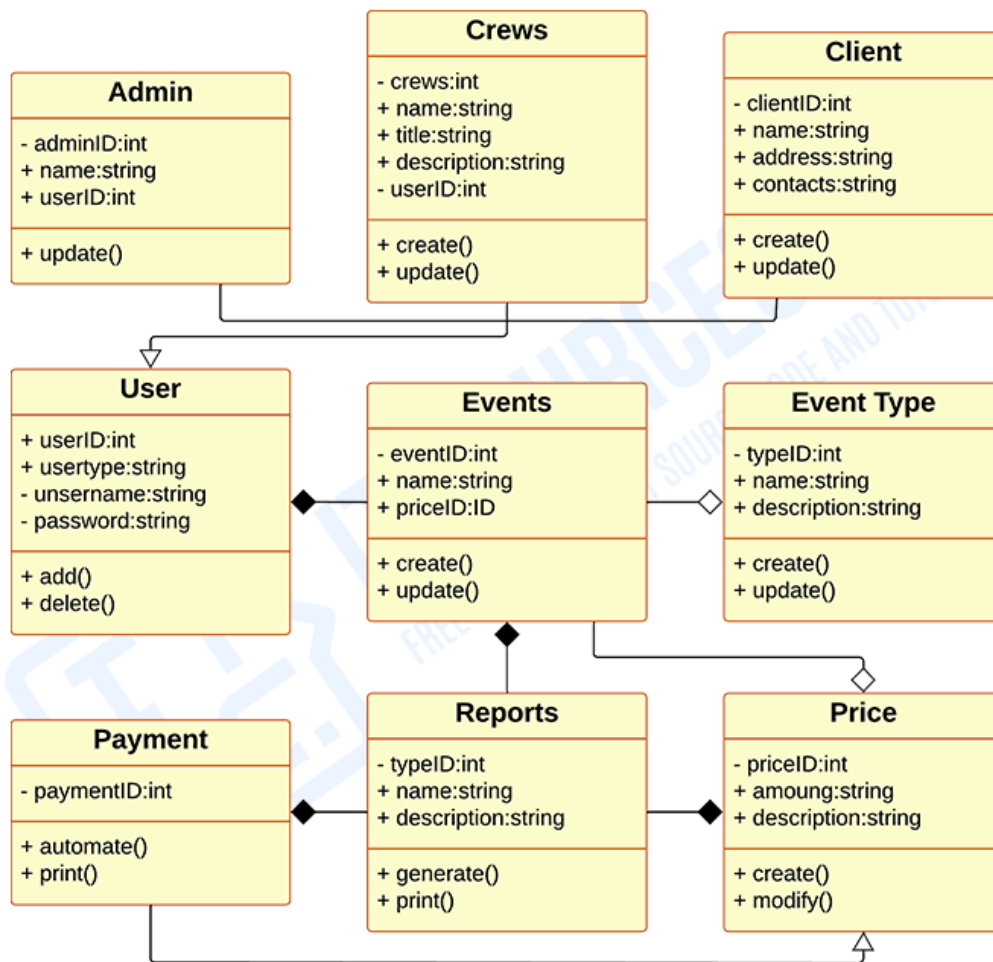 Admin
- adminID:int
+ name:string
+ userID:int
+ update()
Crews
- crews:int
+ name:string
+ title:string
+ description:string
- userID:int
+ create()
+ update()
Client
- clientID:int
+ name:string
+ address:string
+ contacts:string
+ create()
+ update()
User
+ userID:int
+ usertype:string
- unsername:string
- password:string
+ add()
+ delete()
Events
- eventID:int
+ name:string
+ priceID:ID
+ create()
+ update()
Event Type
- typeID:int
+ name:string
+ description:string
+ create()
+ update()
Payment
- paymentID:int
+ automate()
+ print()
Reports
- typeID:int
+ name:string
+ description:string
+ generate()
+ print()
Price
- priceID:int
+ amoung:string
+ description:string
+ create()
+ modify()